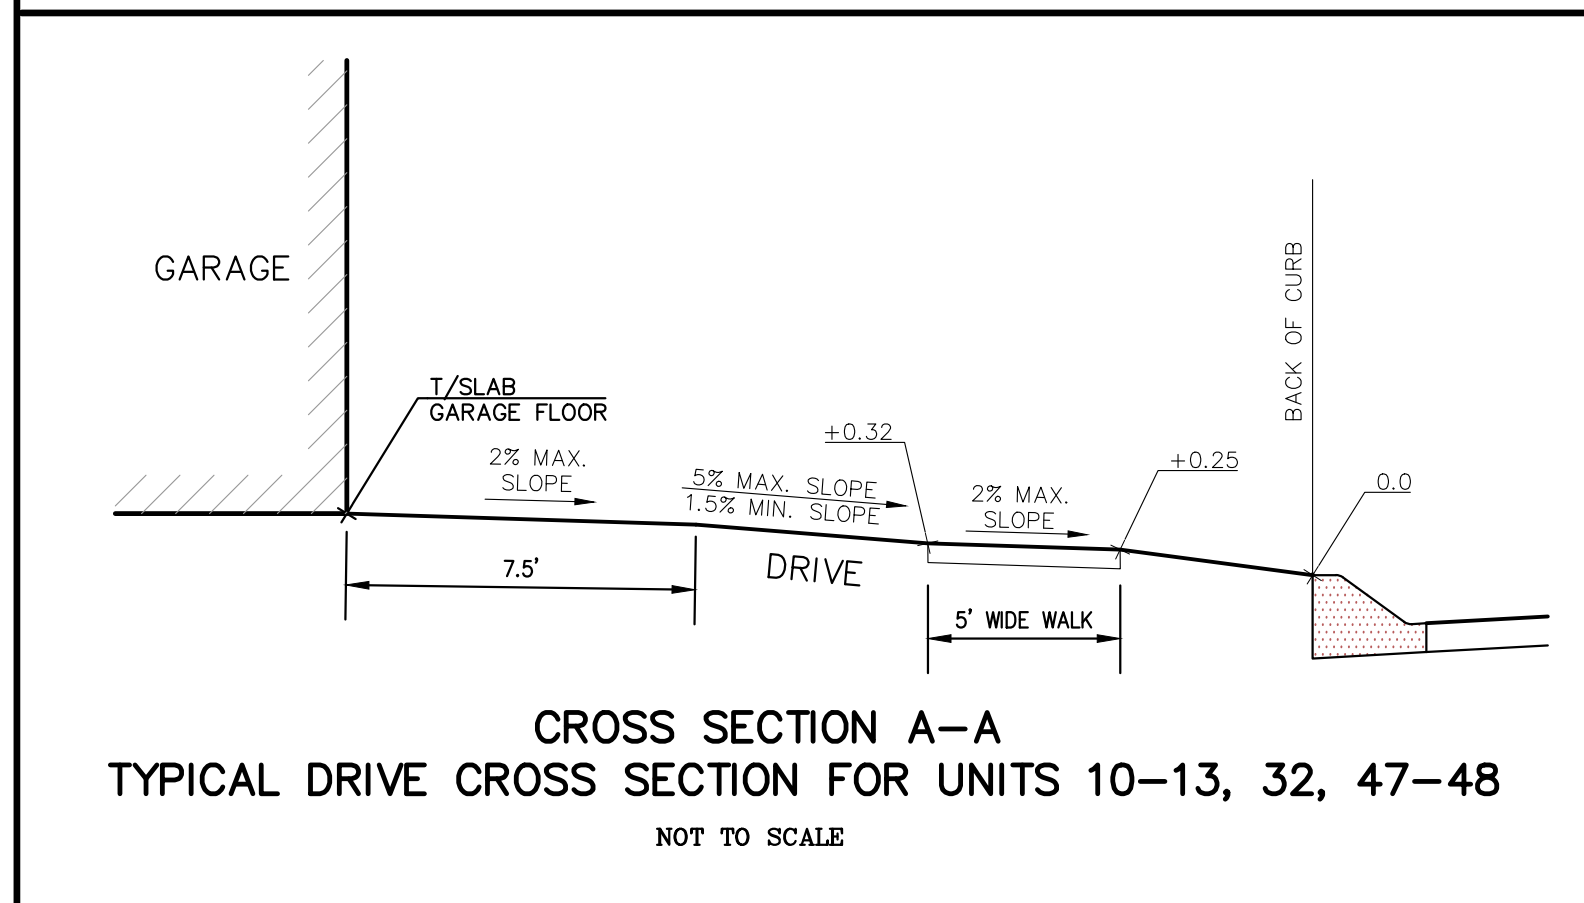 GARAGE
BACK OF CURB
T/SLAB
GARAGE FLOOR
2% MAX.
SLOPE
+0.32
5% MAX. SLOPE
1.5% MIN. SLOPE
2% MAX.
SLOPE
+0.25
0.0
7.5'
DRIVE
5' WIDE WALK
CROSS SECTION A-A
TYPICAL DRIVE CROSS SECTION FOR UNITS 10-13, 32, 47-48
NOT TO SCALE